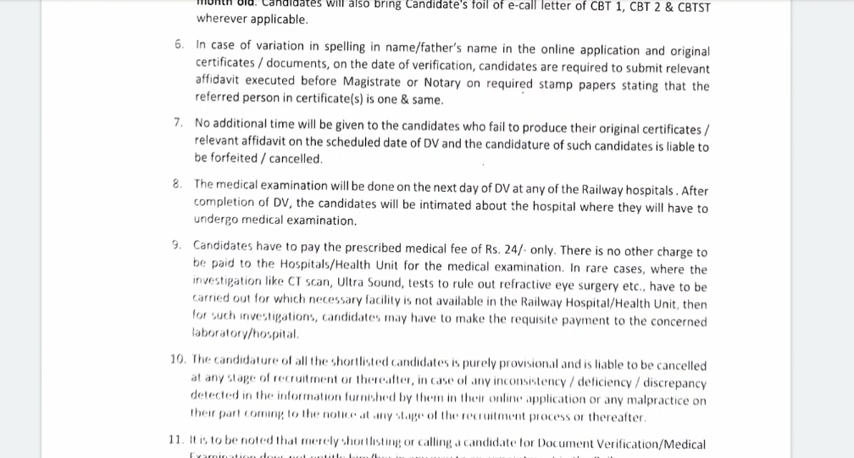 month old. Candidates will also bring Candidate's foil of e-call letter of CBT 1, CBT 2 & CBTST
wherever applicable.
6. In case of variation in spelling in name/father's name in the online application and original
certificates / documents, on the date of verification, candidates are required to submit relevant
affidavit executed before Magistrate or Notary on required stamp papers stating that the
referred person in certificate(s) is one & same.
7. No additional time will be given to the candidates who fail to produce their original certificates /
relevant affidavit on the scheduled date of DV and the candidature of such candidates is liable to
be forfeited / cancelled.
8. The medical examination will be done on the next day of DV at any of the Railway hospitals . After
completion of DV, the candidates will be intimated about the hospital where they will have to
undergo medical examination.
9. Candidates have to pay the prescribed medical fee of Rs. 24/- only. There is no other charge to
be paid to the Hospitals/Health Unit for the medical examination. In rare cases, where the
investigation like CT scan, Ultra Sound, tests to rule out refractive eye surgery etc., have to be
carried out for which necessary facility is not available in the Railway Hospital/Health Unit, then
for such investigations, candidates may have to make the requisite payment to the concerned
laboratory/hospital.
10. The candidature of all the shortlisted candidates is purely provisional and is liable to be cancelled
at any stage of recruitment or thereafter, in case of any inconsistency / deficiency / discrepancy
detected in the information furnished by them in their online application or any malpractice on
their part coming to the notice at any stage of the recruitment process or thereafter.
11. It is to be noted that merely shortlisting or calling a candidate for Document Verification/Medical
Examination does not entitle him/her